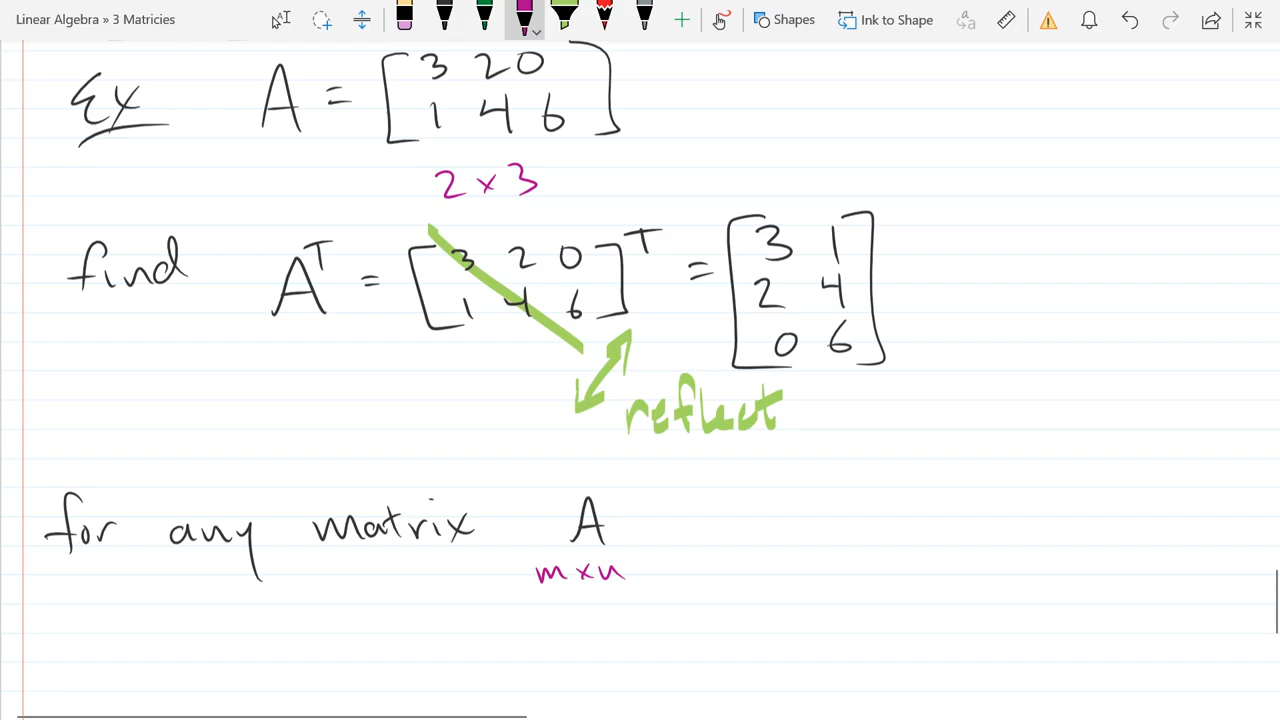 Linear Algebra » 3 Matricies
Shapes
Ink to Shape
Ex A = [ 3 2 0
1 4 6 ]
2 × 3
find A^T = [ 3 2 0
1 4 6 ]^T = [ 3 1
2 4
0 6 ]
reflect
for any matrix A
m×n